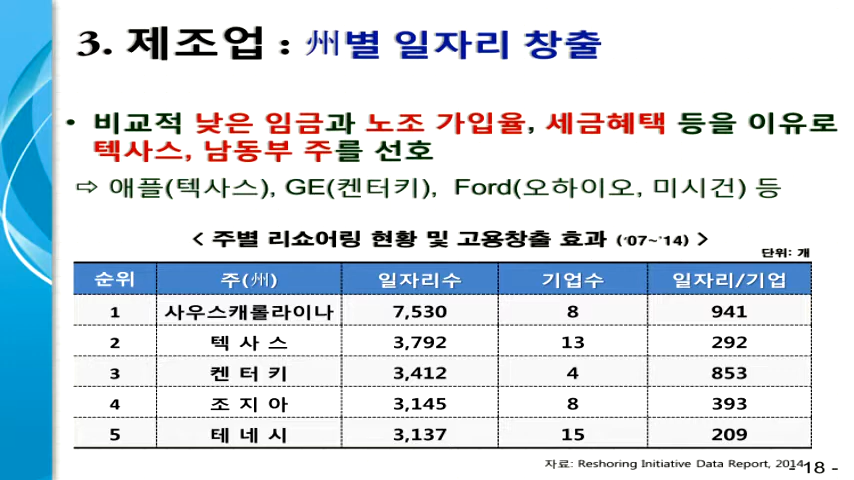 3. 제조업 : 州별 일자리 창출
• 비교적 낮은 임금과 노조 가입율, 세금혜택 등을 이유로
텍사스, 남동부 주를 선호
⇨ 애플(텍사스), GE(켄터키), Ford(오하이오, 미시건) 등
< 주별 리쇼어링 현황 및 고용창출 효과 ('07~'14) >
단위: 개
순위 주(州) 일자리수 기업수 일자리/기업
1 사우스캐롤라이나 7,530 8 941
2 텍 사 스 3,792 13 292
3 켄 터 키 3,412 4 853
4 조 지 아 3,145 8 393
5 테 네 시 3,137 15 209
자료: Reshoring Initiative Data Report, 2014
- 18 -